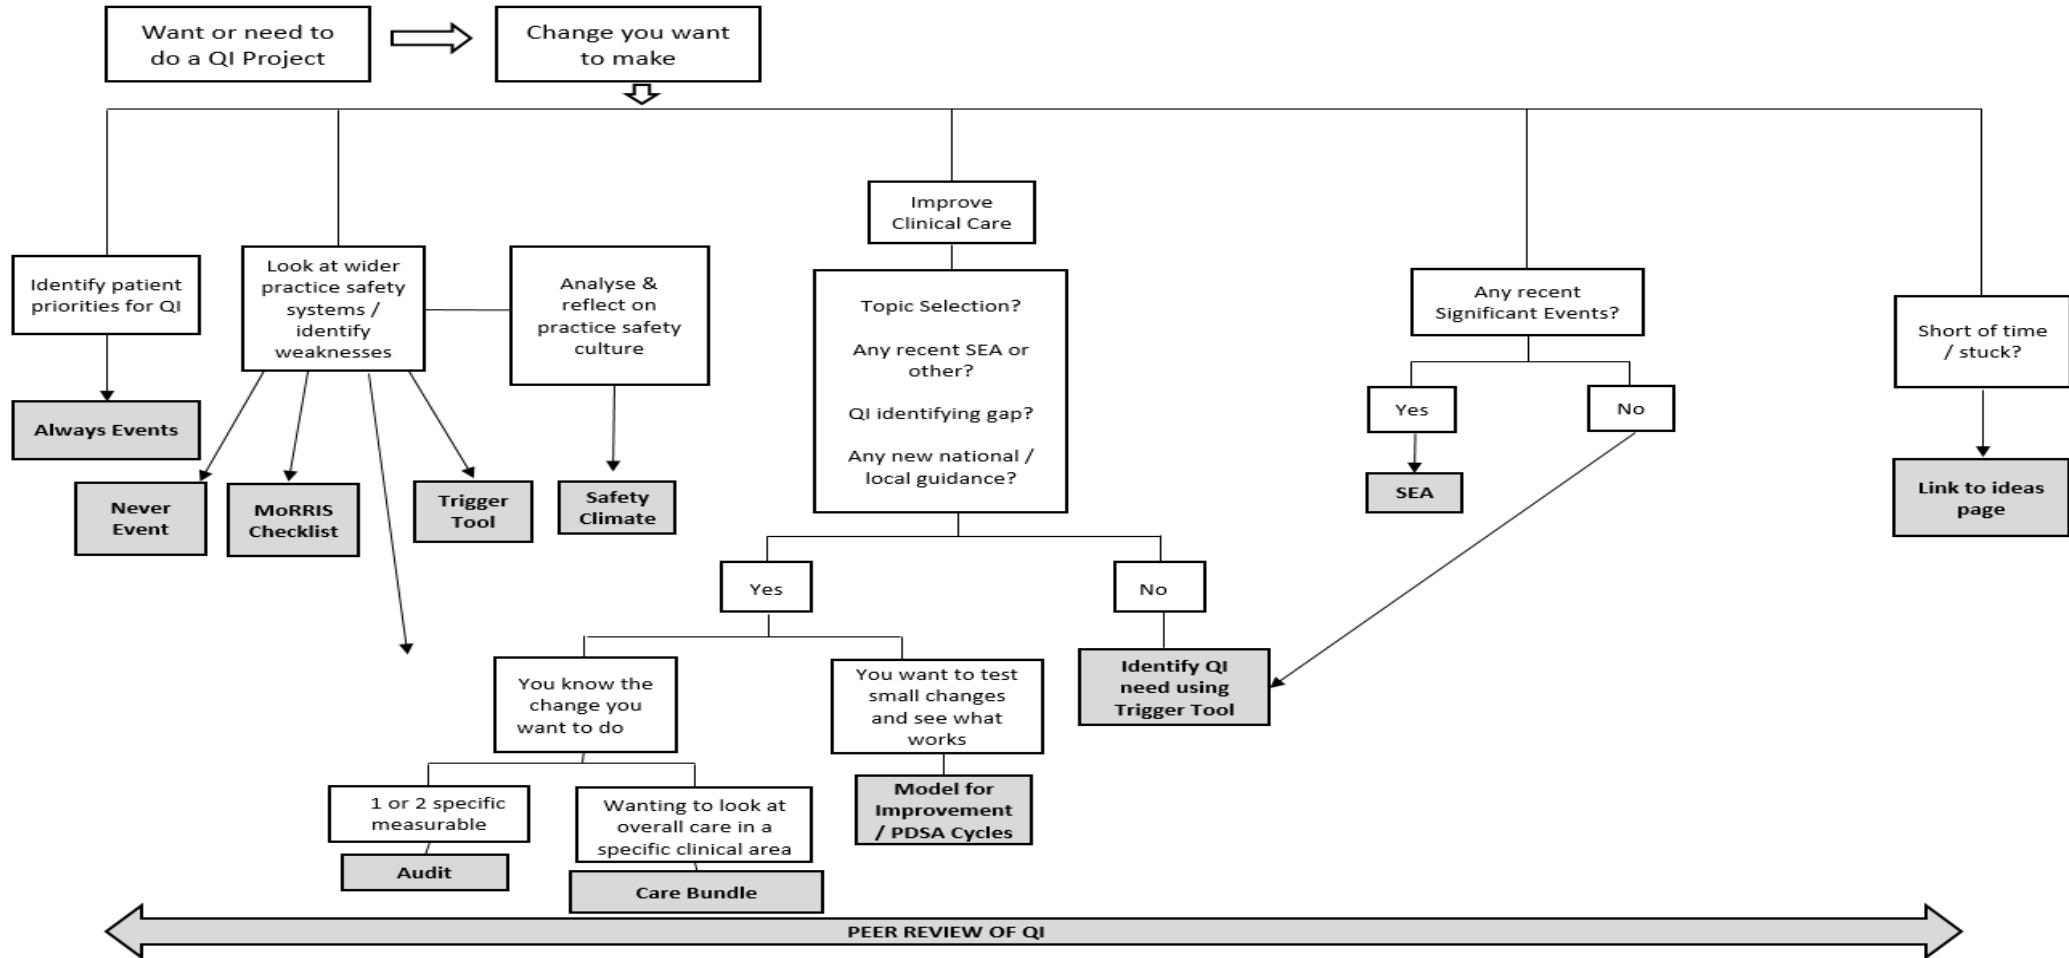 Want or need to
do a QI Project
Change you want
to make
Improve
Clinical Care
Identify patient
priorities for QI
Look at wider
practice safety
systems /
identify
weaknesses
Analyse &
reflect on
practice safety
culture
Topic Selection?
Any recent SEA or
other?
QI identifying gap?
Any new national /
local guidance?
Any recent
Significant Events?
Short of time
/ stuck?
Always Events
Yes
No
Never
Event
MoRRIS
Checklist
Trigger
Tool
Safety
Climate
SEA
Link to ideas
page
Yes
No
You know the
change you
want to do
You want to test
small changes
and see what
works
Identify QI
need using
Trigger Tool
1 or 2 specific
measurable
Wanting to look at
overall care in a
specific clinical area
Model for
Improvement
/ PDSA Cycles
Audit
Care Bundle
PEER REVIEW OF QI